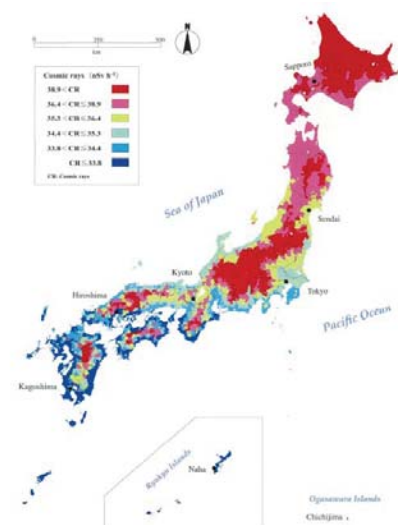 0
km
N
Cosmic rays (nSv h⁻¹)
38.9 < CR
36.4 < CR ≦ 38.9
35.3 < CR ≦ 36.4
34.4 < CR ≦ 35.3
33.8 < CR ≦ 34.4
CR ≦ 33.8
CR: Cosmic rays
Sapporo
Sea of Japan
Sendai
Kyoto
Hiroshima
Tokyo
Pacific Ocean
Kagoshima
Ryukyu Islands
Naha
Ogasawara Islands
Chichijima